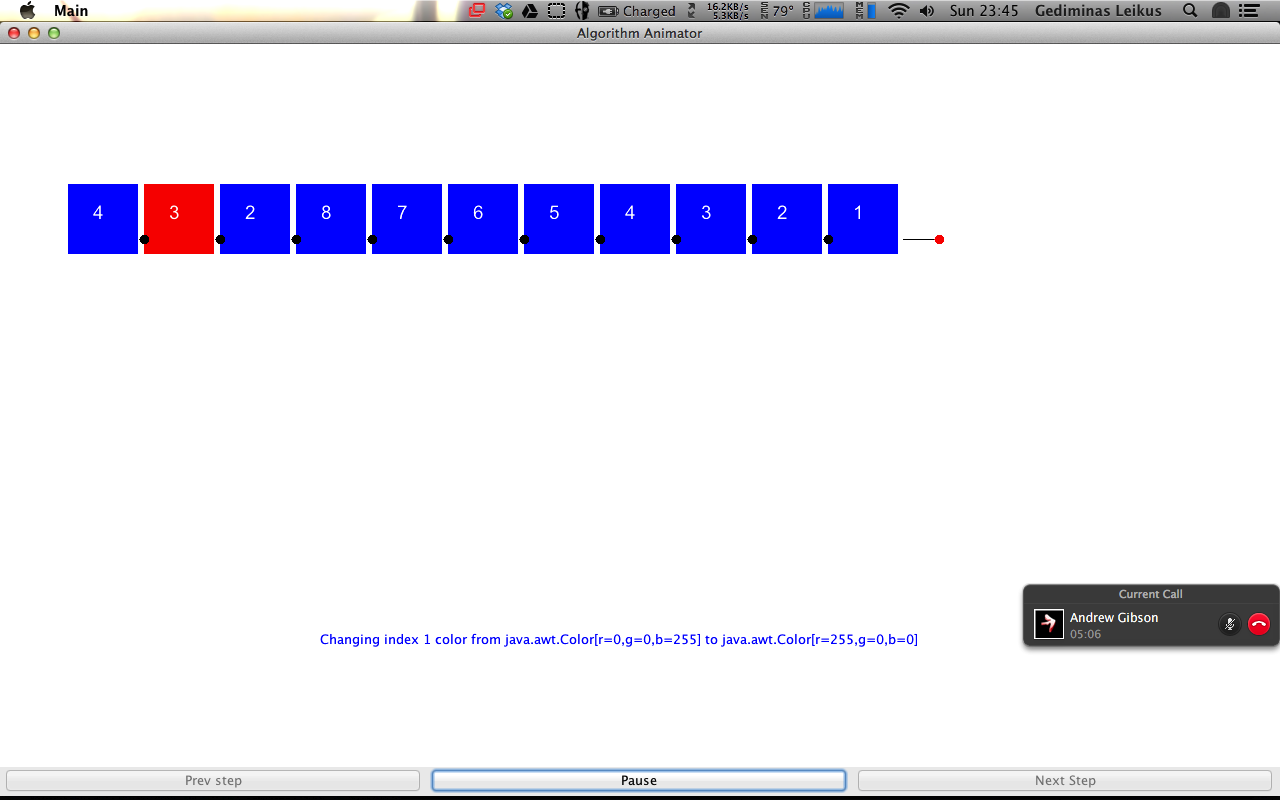 Main Charged 16.2KB/s 5.3KB/s SEN 79° CPU MEM Sun 23:45 Gediminas Leikus
Algorithm Animator
4 3 2 8 7 6 5 4 3 2 1
Current Call
Andrew Gibson
05:06
Changing index 1 color from java.awt.Color[r=0,g=0,b=255] to java.awt.Color[r=255,g=0,b=0]
Prev step Pause Next Step